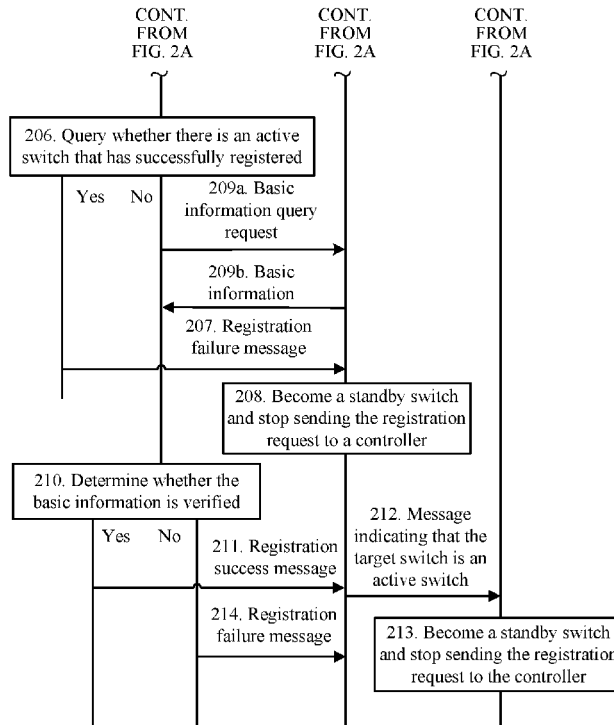 CONT.
FROM
FIG. 2A
CONT.
FROM
FIG. 2A
CONT.
FROM
FIG. 2A
206. Query whether there is an active
switch that has successfully registered
Yes
No
209a. Basic
information query
request
209b. Basic
information
207. Registration
failure message
208. Become a standby switch
and stop sending the registration
request to a controller
210. Determine whether the
basic information is verified
Yes
No
211. Registration
success message
212. Message
indicating that the
target switch is an
active switch
214. Registration
failure message
213. Become a standby switch
and stop sending the registration
request to the controller